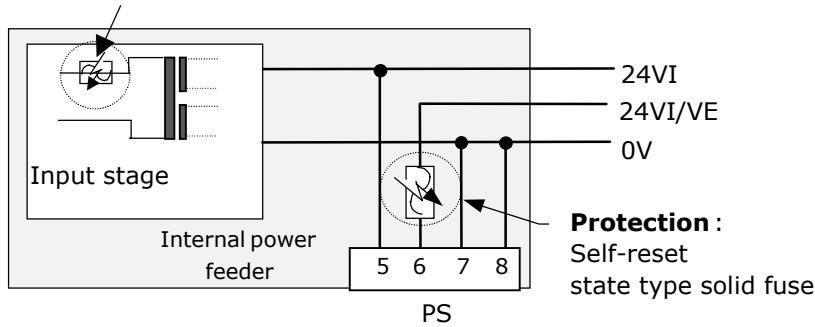 24VI
24VI/VE
0V
Input stage
Internal power
feeder
5 6 7 8
PS
Protection :
Self-reset
state type solid fuse